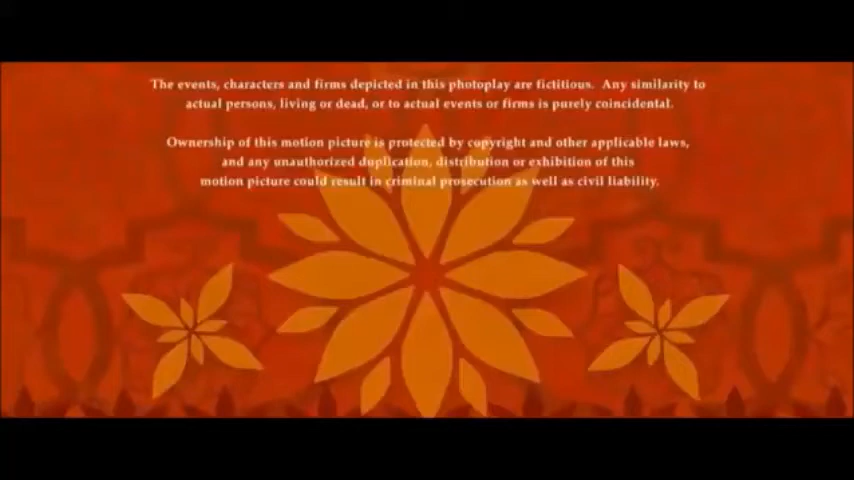 The events, characters and firms depicted in this photoplay are fictitious. Any similarity to
actual persons, living or dead, or to actual events or firms is purely coincidental.
Ownership of this motion picture is protected by copyright and other applicable laws,
and any unauthorized duplication, distribution or exhibition of this
motion picture could result in criminal prosecution as well as civil liability.